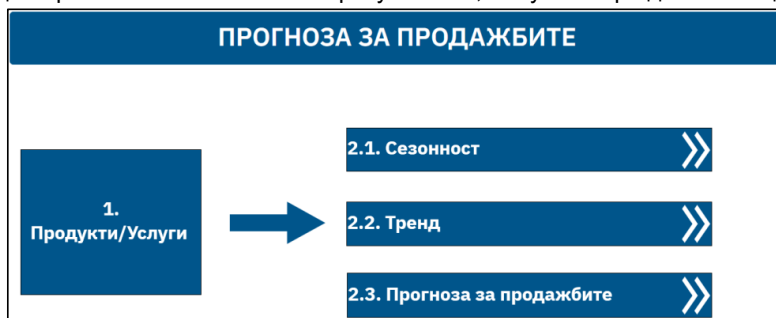 ПРОГНОЗА ЗА ПРОДАЖБИТЕ
1.
Продукти/Услуги
2.1. Сезонност
2.2. Тренд
2.3. Прогноза за продажбите